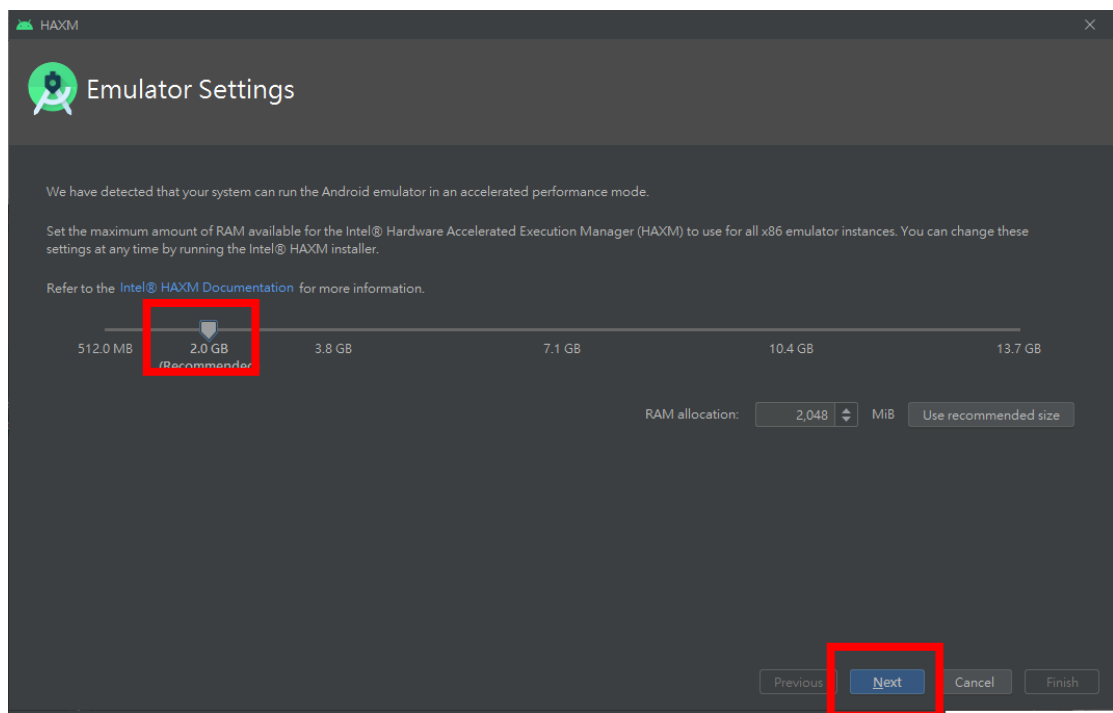 HAXM
Emulator Settings
We have detected that your system can run the Android emulator in an accelerated performance mode.
Set the maximum amount of RAM available for the Intel® Hardware Accelerated Execution Manager (HAXM) to use for all x86 emulator instances. You can change these
settings at any time by running the Intel® HAXM installer.
Refer to the Intel® HAXM Documentation for more information.
512.0 MB 2.0 GB 3.8 GB 7.1 GB 10.4 GB 13.7 GB
(Recommended
RAM allocation: 2,048 MiB Use recommended size
Previous Next Cancel Finish